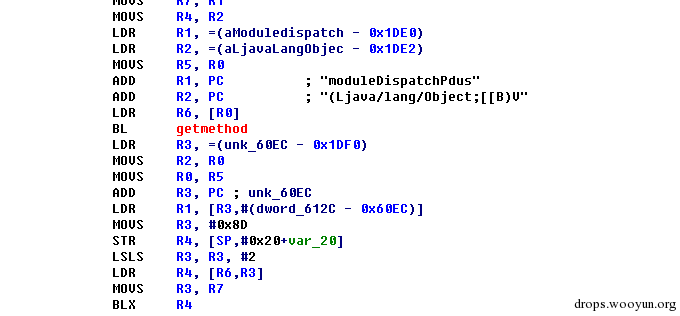 MOVS R7, R1
MOVS R4, R2
LDR R1, =(aModuledispatch - 0x1DE0)
LDR R2, =(aLjavaLangObjec - 0x1DE2)
MOVS R5, R0
ADD R1, PC ; "moduleDispatchPdus"
ADD R2, PC ; "(Ljava/lang/Object;[[B)V"
LDR R6, [R0]
BL getmethod
LDR R3, =(unk_60EC - 0x1DF0)
MOVS R2, R0
MOVS R0, R5
ADD R3, PC ; unk_60EC
LDR R1, [R3,#(dword_612C - 0x60EC)]
MOVS R3, #0x8D
STR R4, [SP,#0x20+var_20]
LSLS R3, R3, #2
LDR R4, [R6,R3]
MOVS R3, R7
BLX R4
drops.wooyun.org